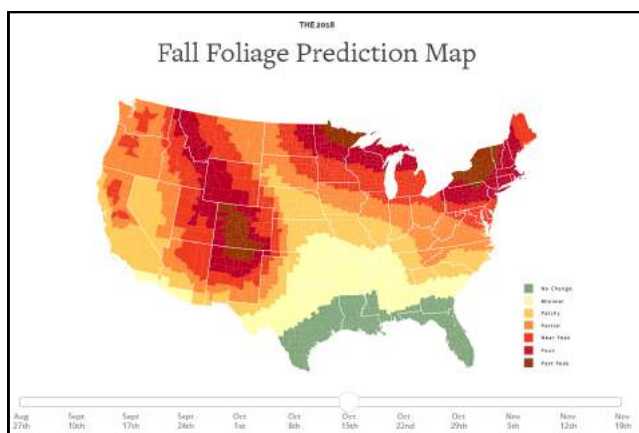 THE 2018
Fall Foliage Prediction Map
No Change
Minimal
Patchy
Partial
Near Peak
Peak
Past Peak
Aug 27th
Sept 10th
Sept 17th
Sept 24th
Oct 1st
Oct 8th
Oct 15th
Oct 22nd
Oct 29th
Nov 5th
Nov 12th
Nov 19th